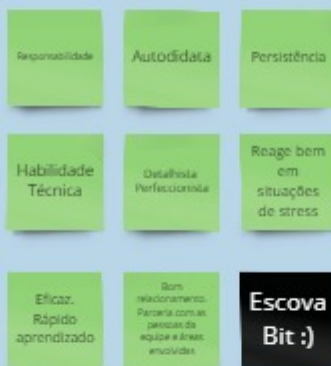 Responsabilidade
Autodidata
Persistência
Habilidade
Técnica
Detalhista
Perfeccionista
Reage bem
em
situações
de stress
Eficaz.
Rápido
aprendizado
Bom
relacionamento.
Parceria com as
pessoas da
equipe e áreas
envolvidas
Escova
Bit :)